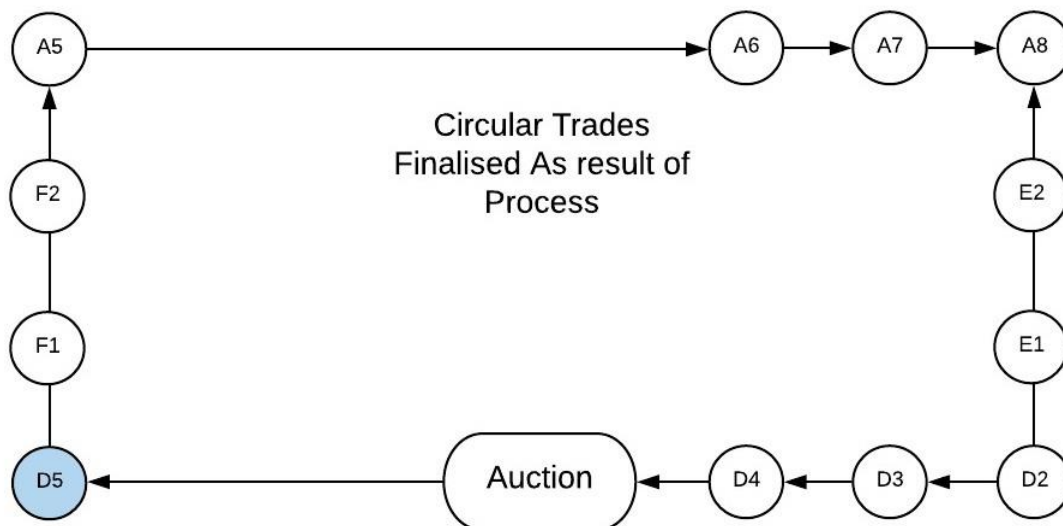 A5
A6
A7
A8
Circular Trades
Finalised As result of
Process
F2
E2
F1
E1
D5
Auction
D4
D3
D2